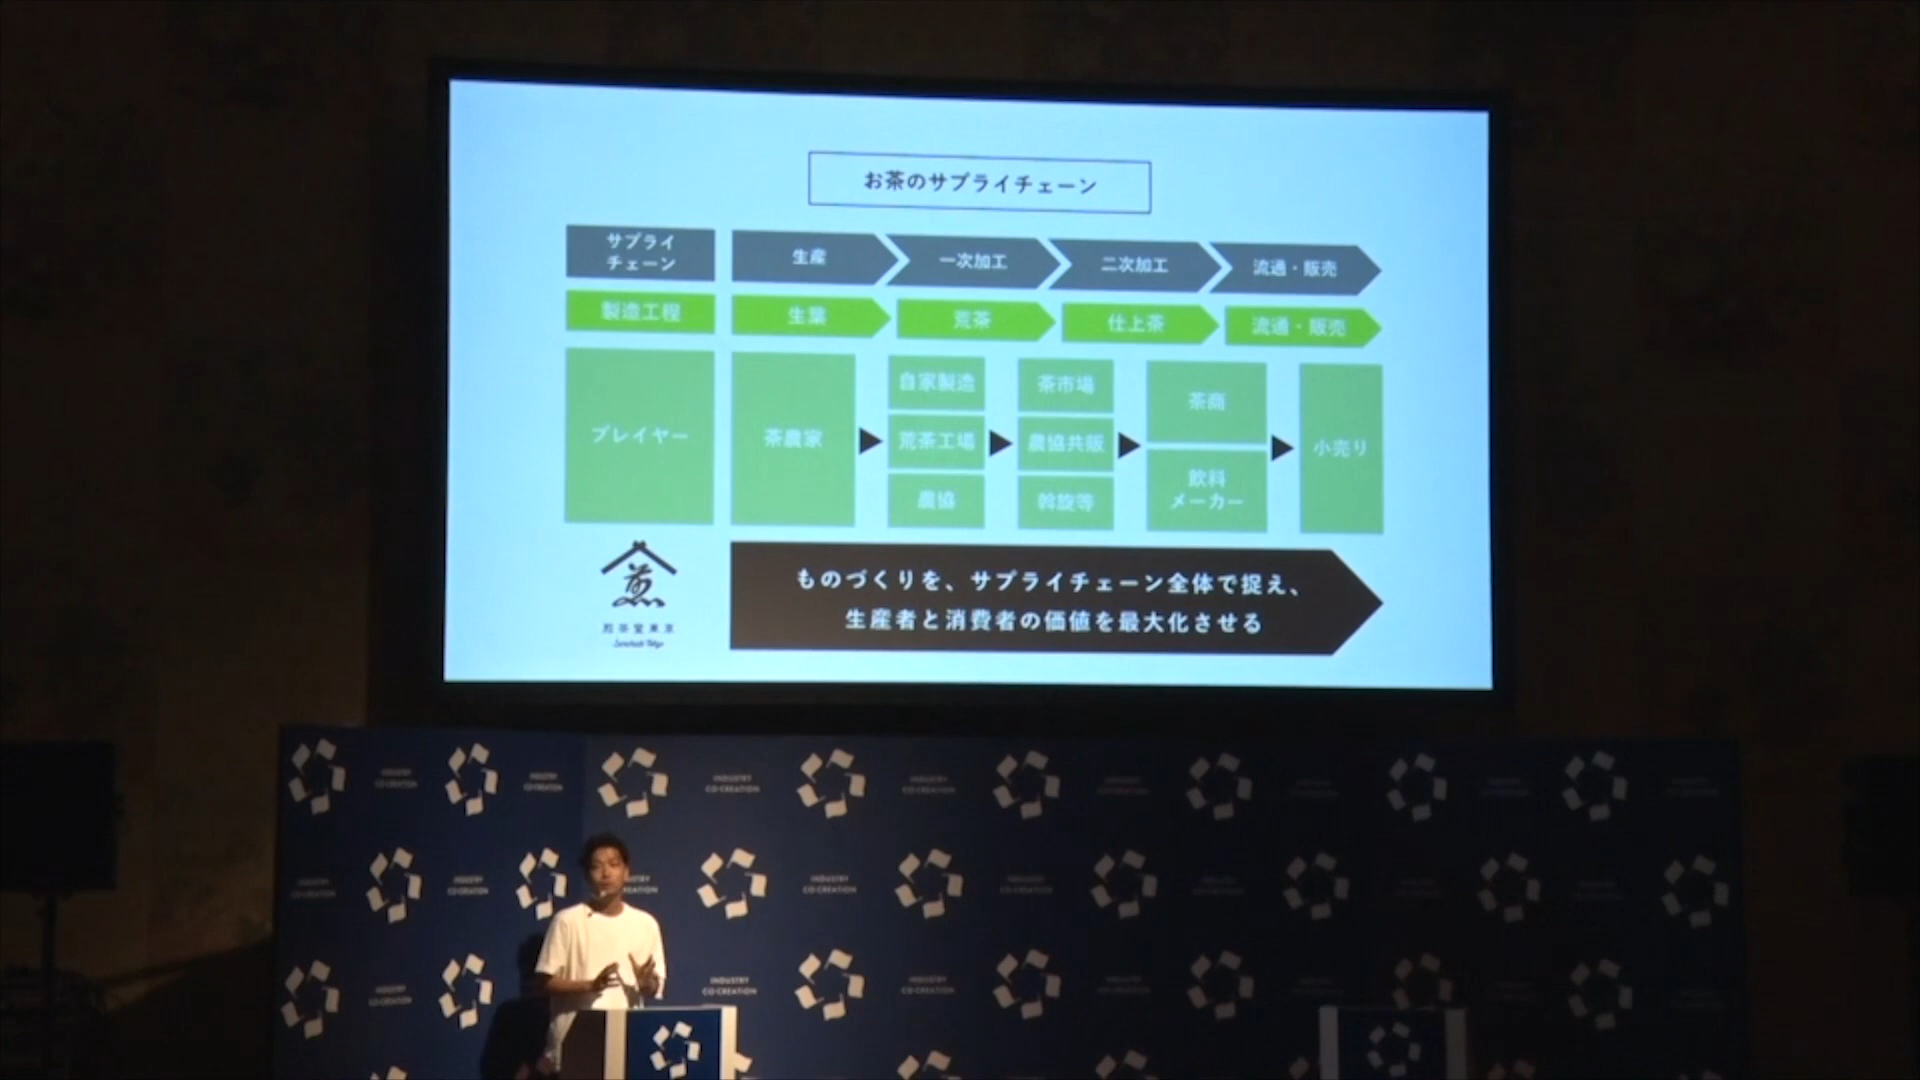 お茶のサプライチェーン
サプライ
チェーン
生産
一次加工
二次加工
流通・販売
製造工程
生葉
荒茶
仕上茶
流通・販売
プレイヤー
茶農家
自家製造
荒茶工場
農協
茶市場
農協共販
斡旋等
茶商
飲料
メーカー
小売り
煎
煎茶堂東京
ものづくりを、サプライチェーン全体で捉え、
生産者と消費者の価値を最大化させる
INDUSTRY
CO-CREATION